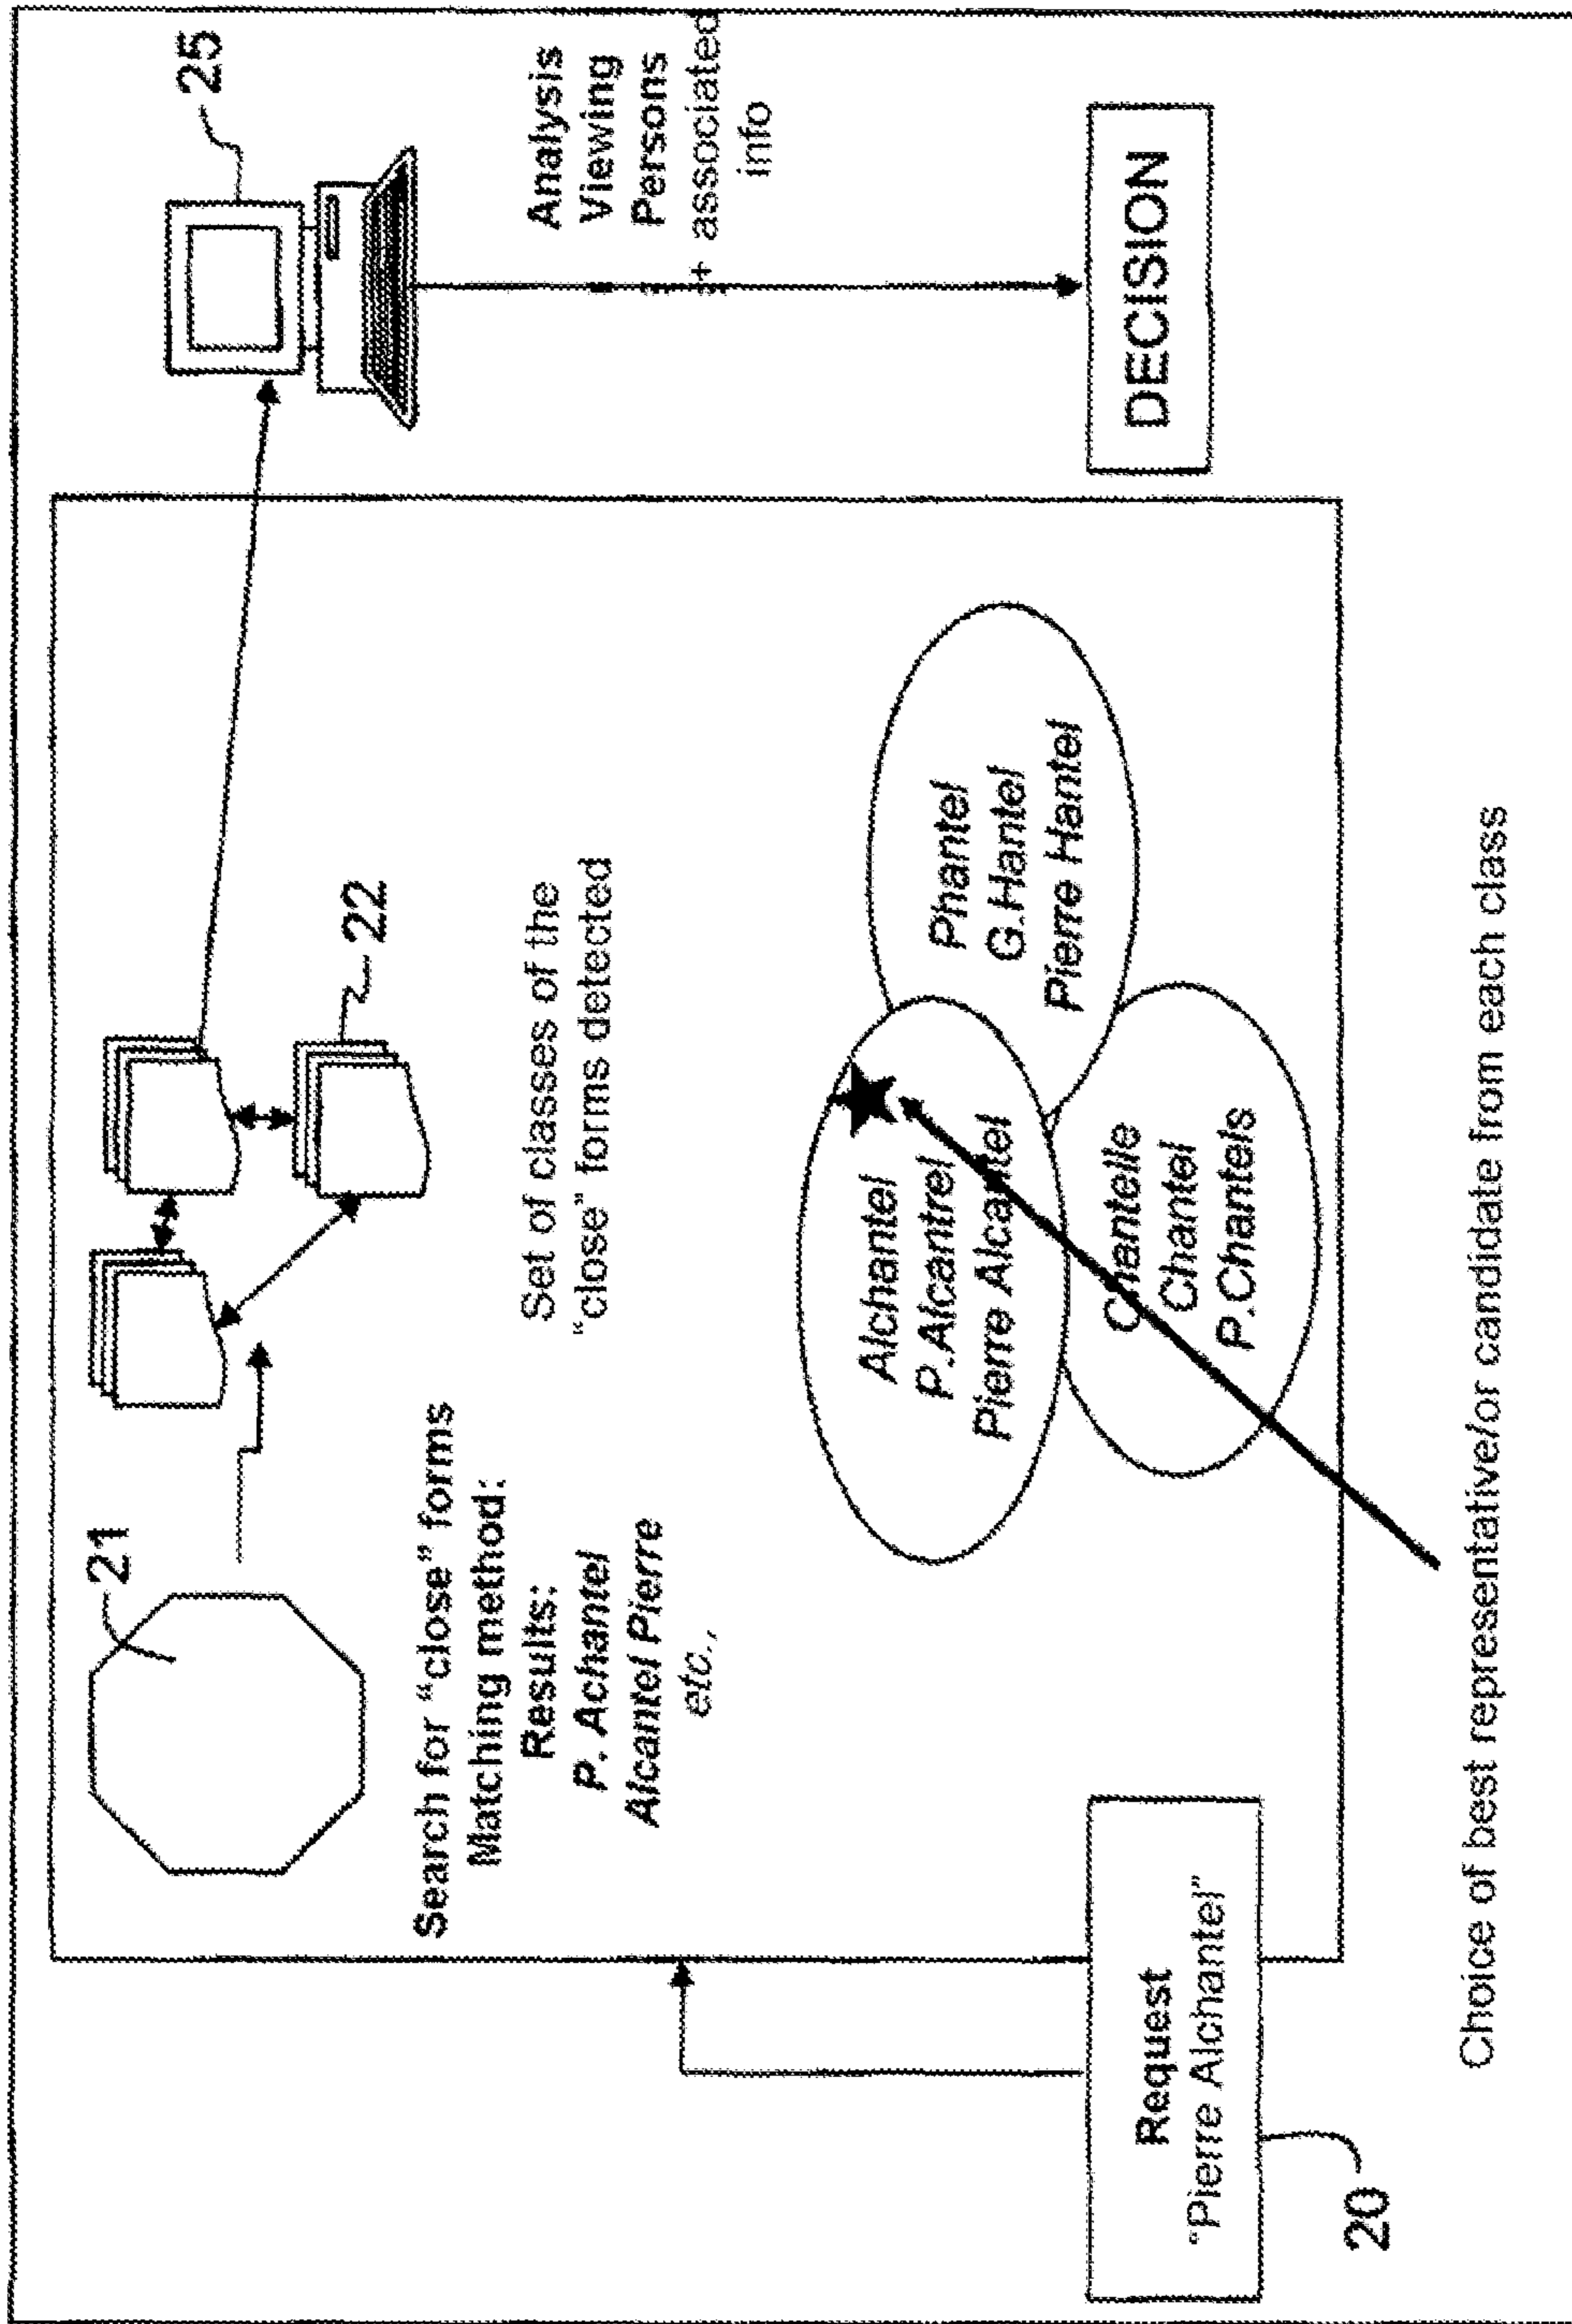 21
Search for “close” forms
Matching method:
Results:
P. Achantel
Alcantel Pierre
etc.,
22
Set of classes of the
“close” forms detected
25
Analysis
Viewing
Persons
+ associated
info
DECISION
Request
“Pierre Alchantel”
20
Alchantel
P.Alcantrel
Pierre Alcantel
Phantel
G.Hantel
Pierre Hantel
Chantelle
Chantel
P.Chantels
Choice of best representative/or candidate from each class